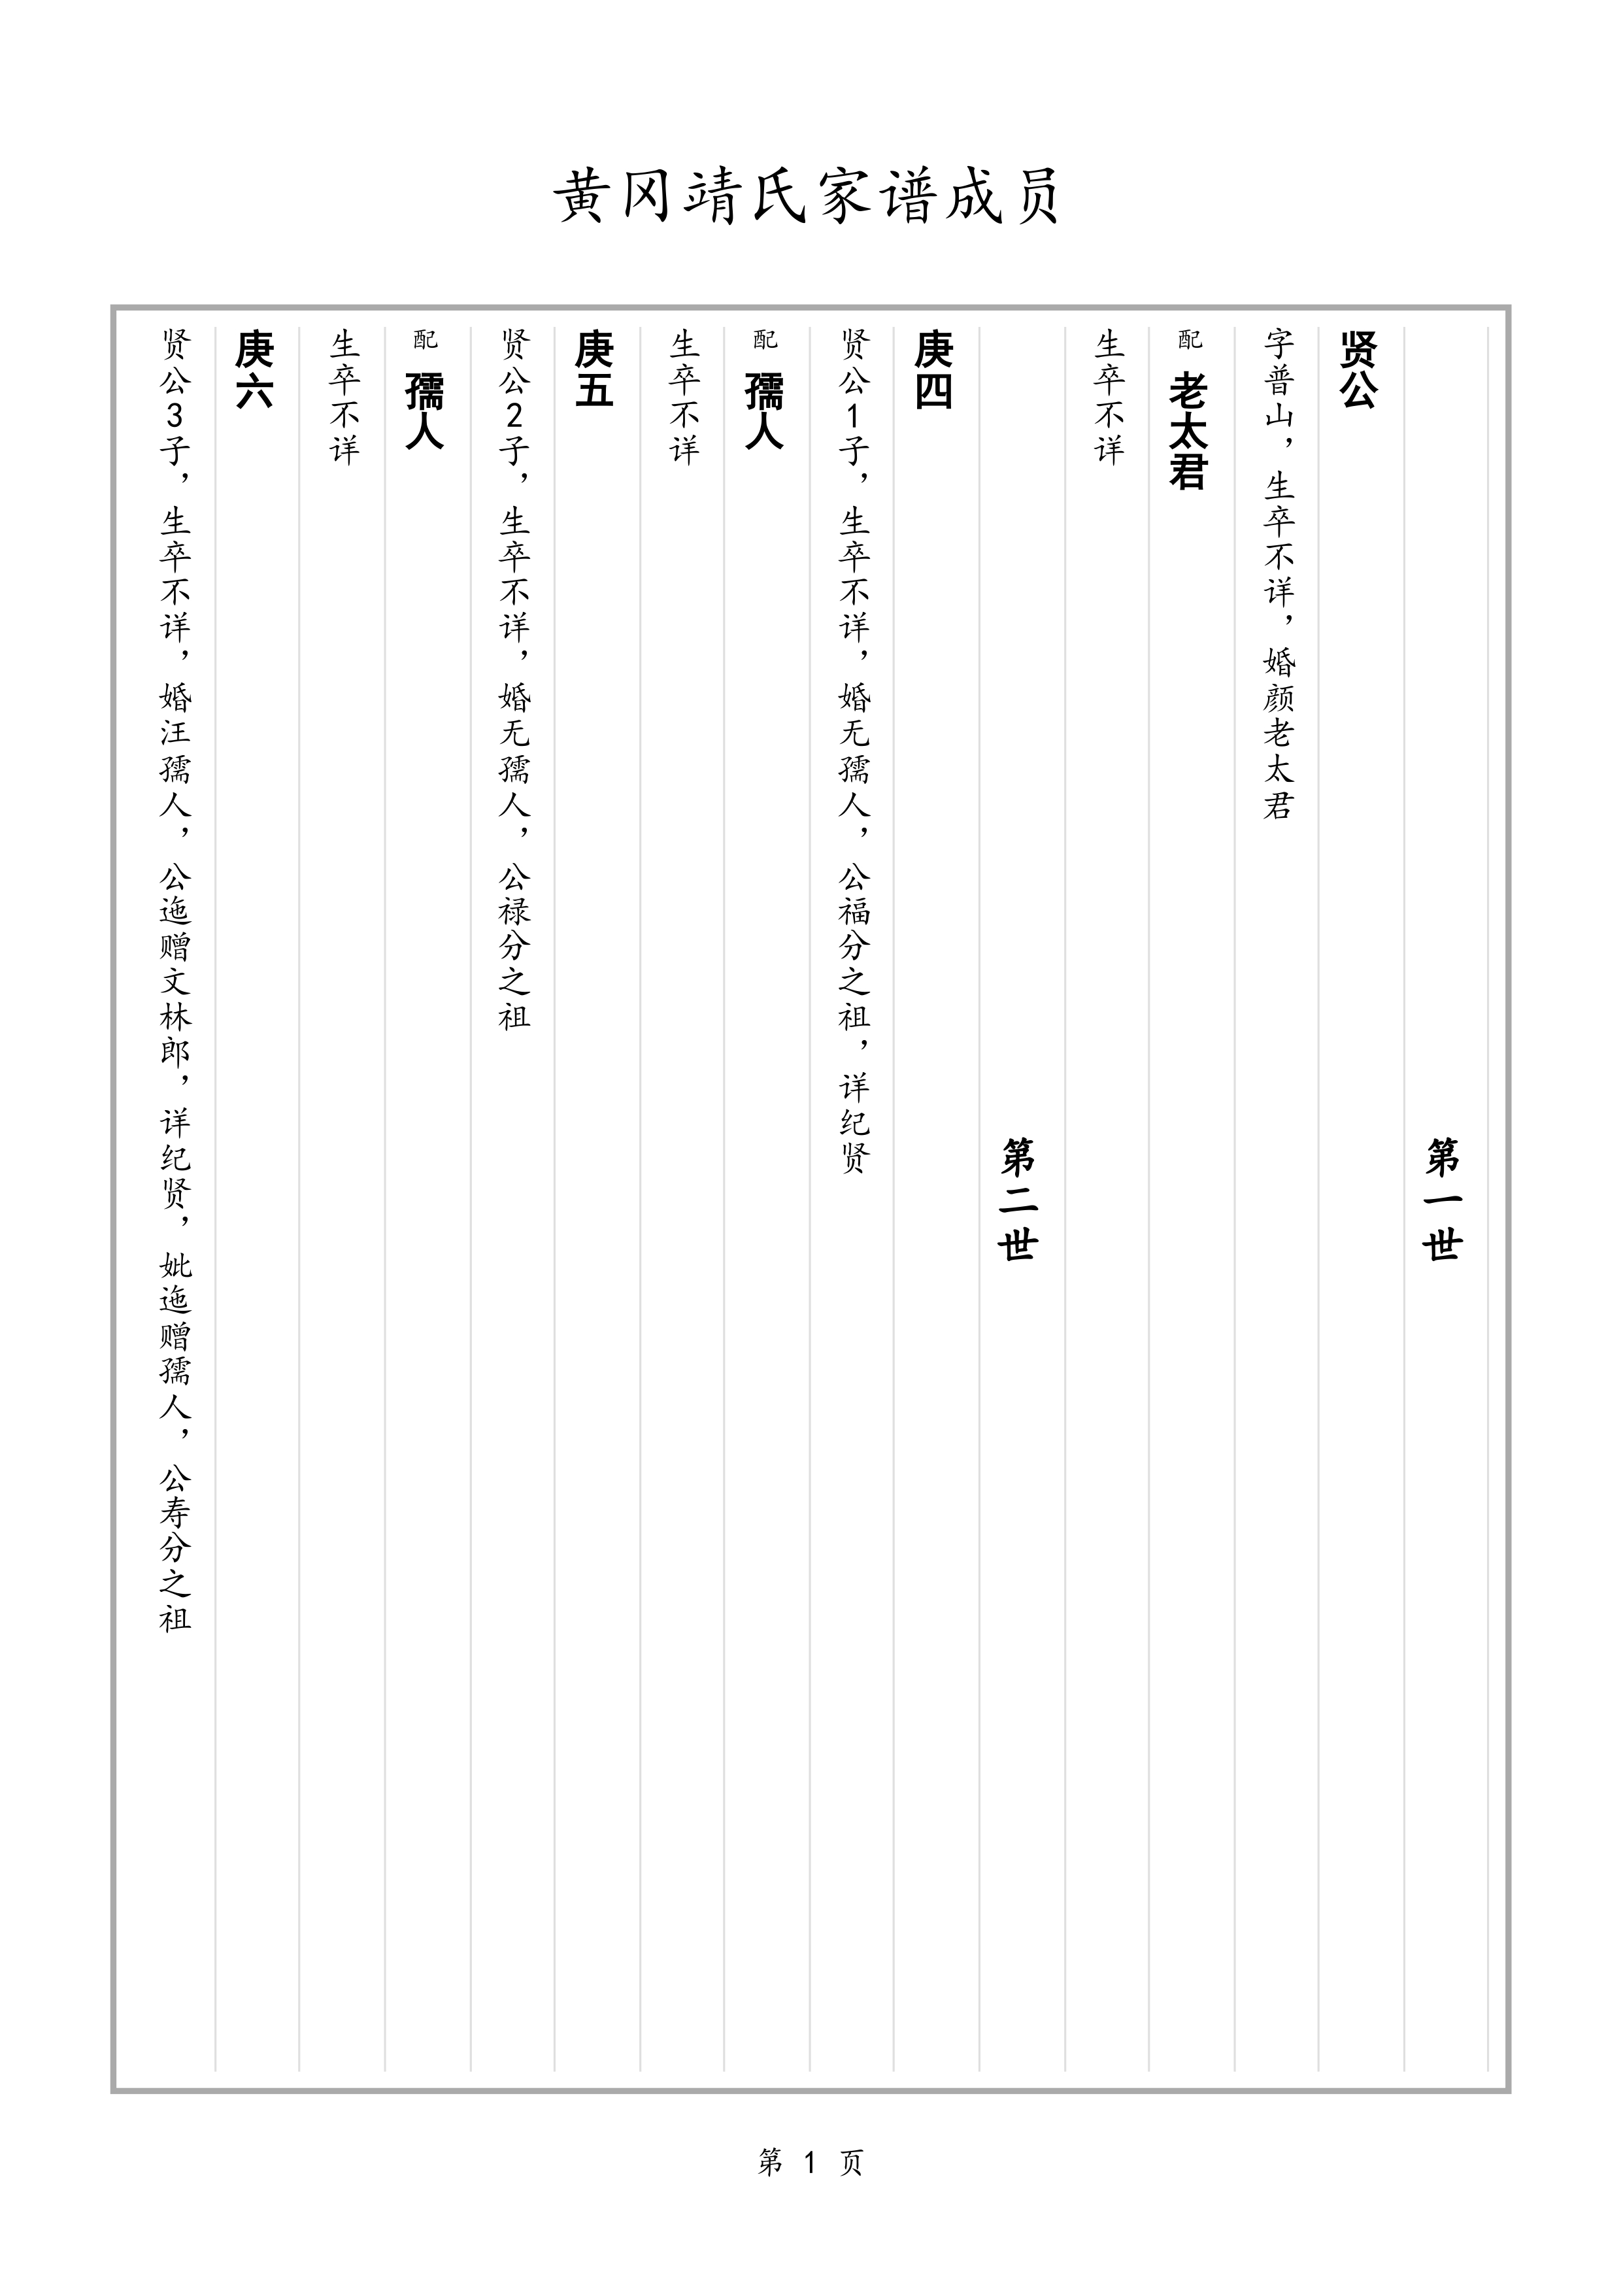 黄冈靖氏家谱成员
第一世
贤公
字普山，生卒不详，婚颜老太君
配 老太君
生卒不详
第二世
庚四
贤公1子，生卒不详，婚无孺人，公福分之祖，详纪贤
配 孺人
生卒不详
庚五
贤公2子，生卒不详，婚无孺人，公禄分之祖
配 孺人
生卒不详
庚六
贤公3子，生卒不详，婚汪孺人，公迤赠文林郎，详纪贤，妣迤赠孺人，公寿分之祖
第 1 页